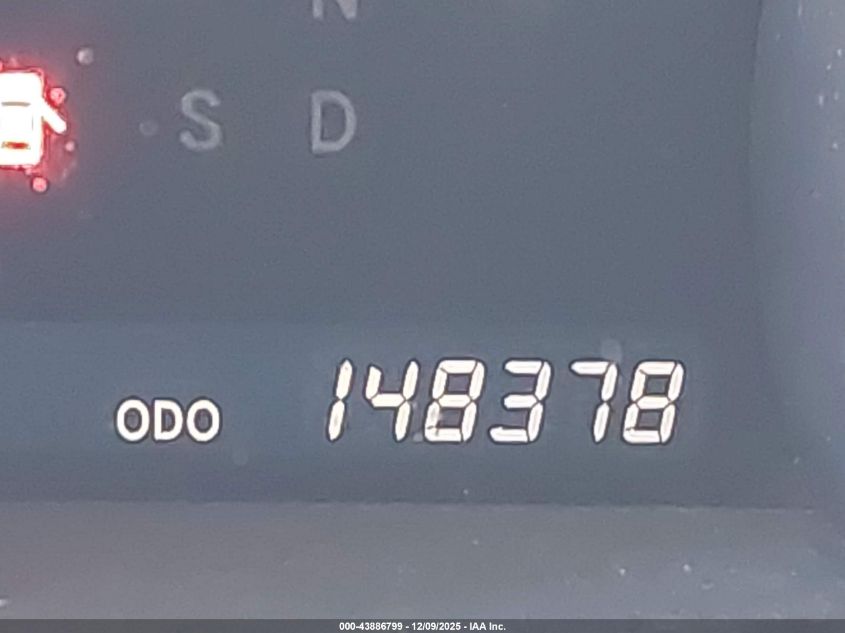 N
S D
ODO 148378
000-43886799 - 12/09/2025 - IAA Inc.